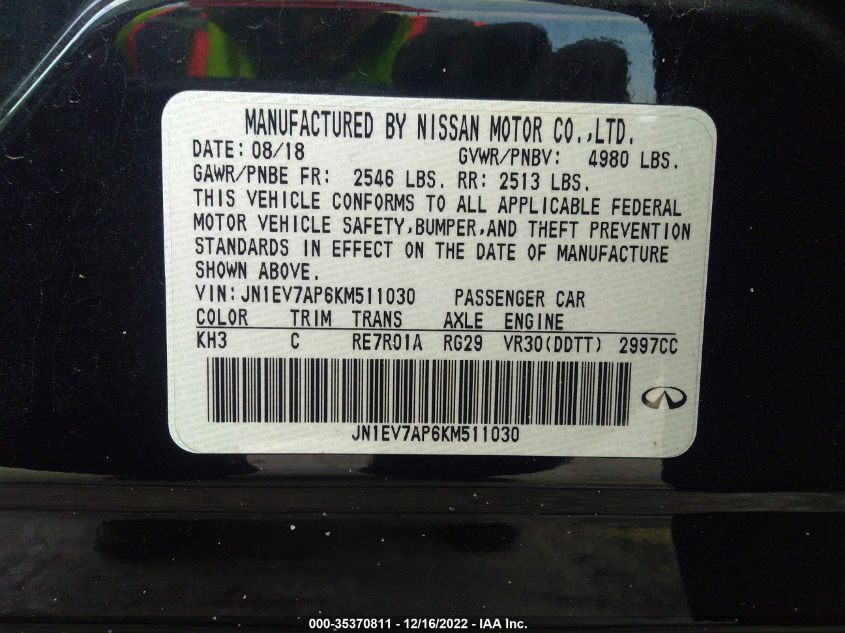 MANUFACTURED BY NISSAN MOTOR CO.,LTD.
DATE: 08/18 GVWR/PNBV: 4980 LBS.
GAWR/PNBE FR: 2546 LBS. RR: 2513 LBS.
THIS VEHICLE CONFORMS TO ALL APPLICABLE FEDERAL
MOTOR VEHICLE SAFETY,BUMPER,AND THEFT PREVENTION
STANDARDS IN EFFECT ON THE DATE OF MANUFACTURE
SHOWN ABOVE.
VIN: JN1EV7AP6KM511030 PASSENGER CAR
COLOR TRIM TRANS AXLE ENGINE
KH3 C RE7R01A RG29 VR30(DDTT) 2997CC
JN1EV7AP6KM511030
000-35370811 - 12/16/2022 - IAA Inc.